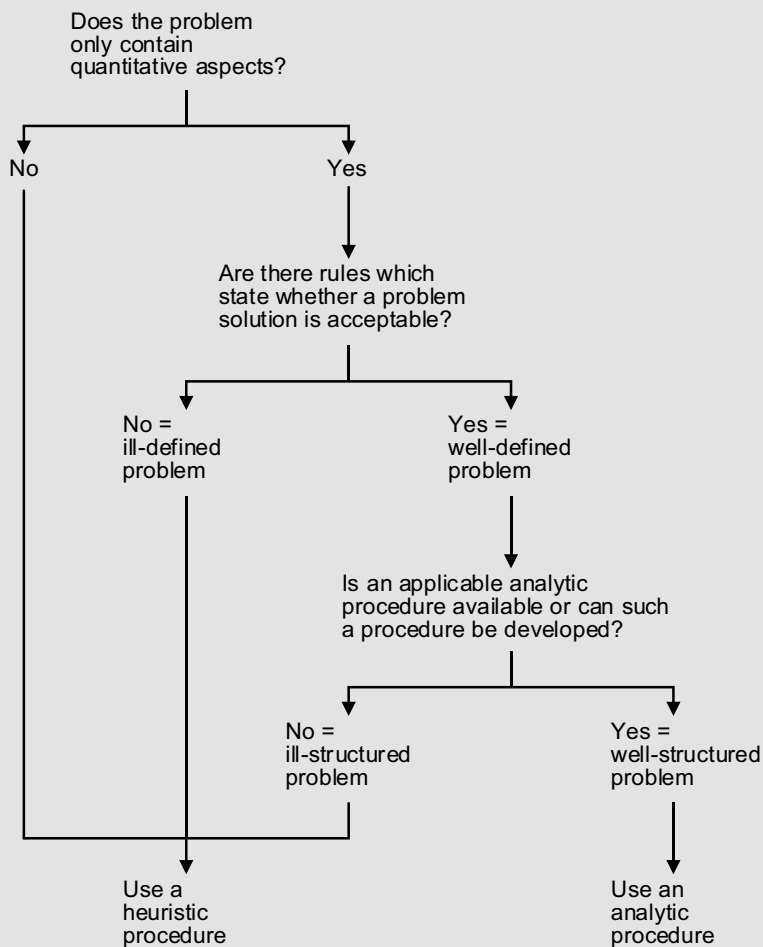 Does the problem
only contain
quantitative aspects?
No
Yes
Are there rules which
state whether a problem
solution is acceptable?
No =
ill-defined
problem
Yes =
well-defined
problem
Is an applicable analytic
procedure available or can such
a procedure be developed?
No =
ill-structured
problem
Yes =
well-structured
problem
Use a
heuristic
procedure
Use an
analytic
procedure